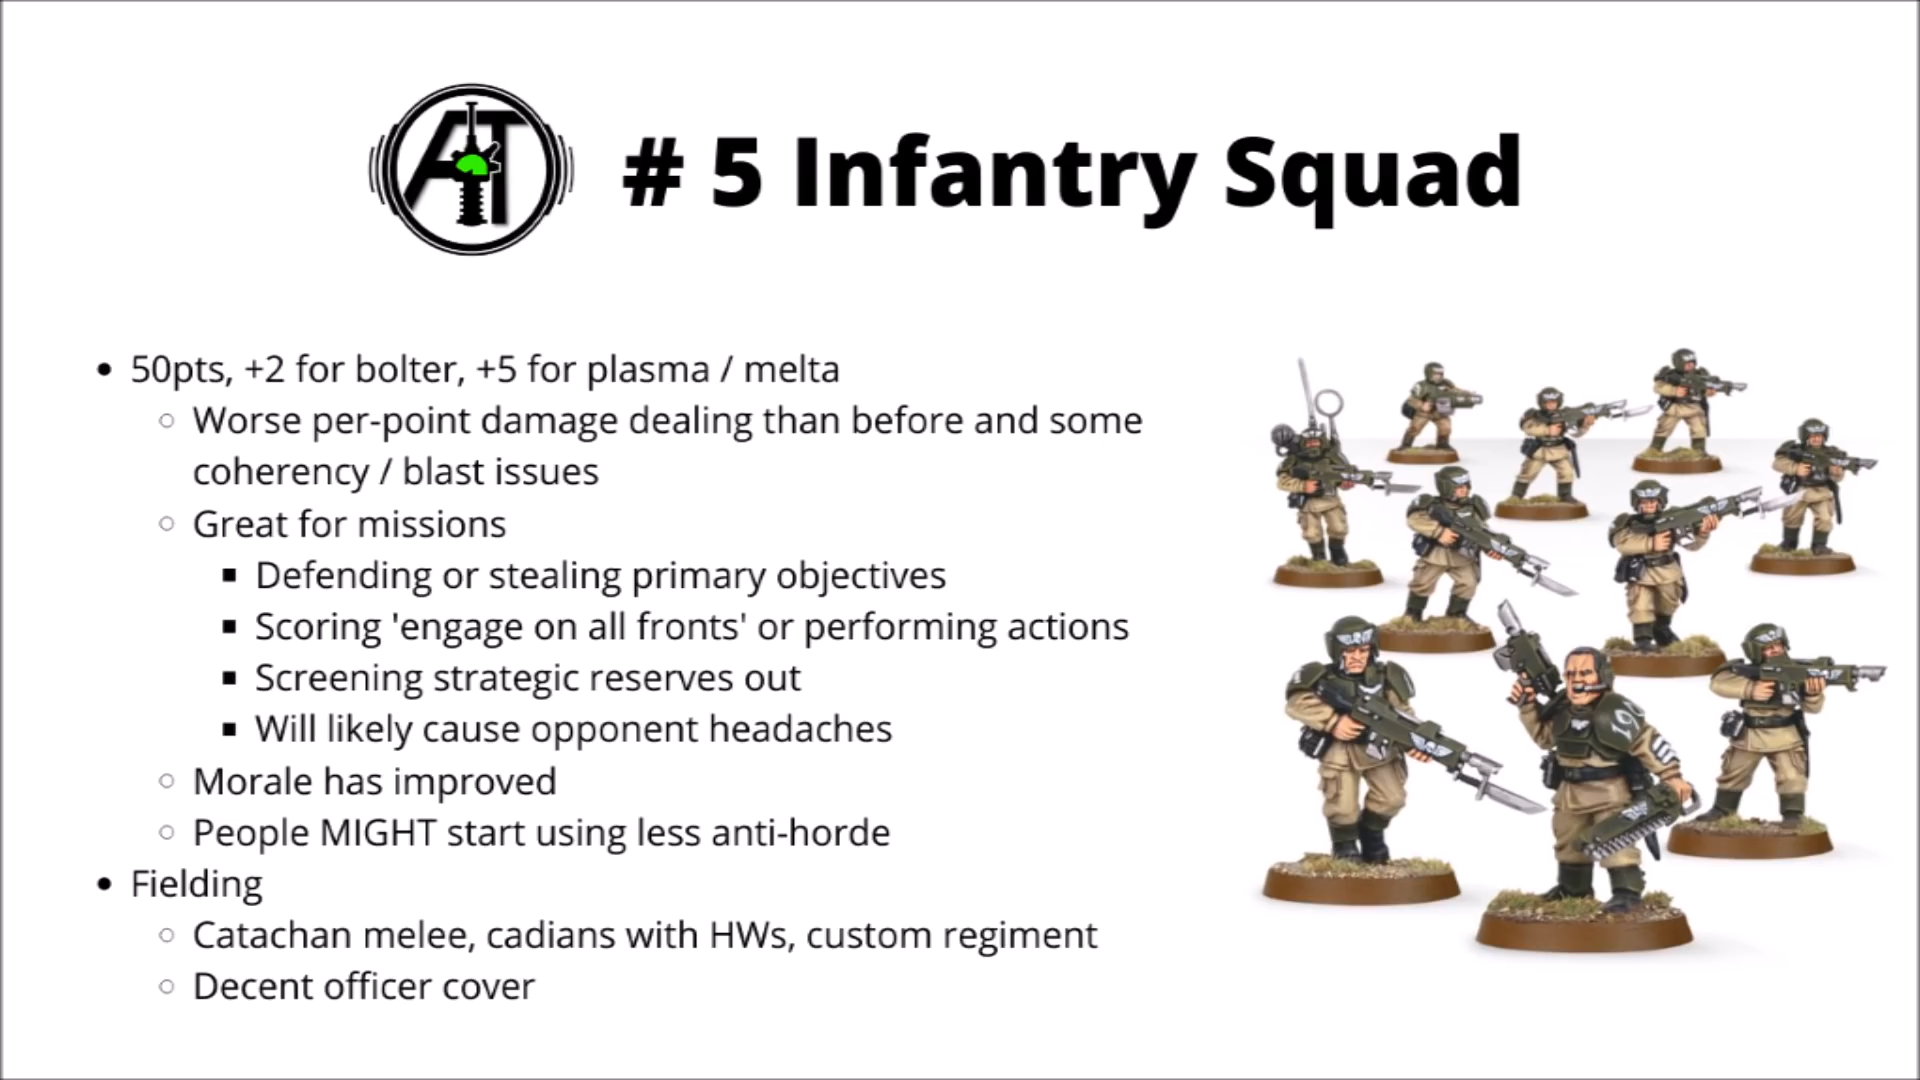 AT
# 5 Infantry Squad
• 50pts, +2 for bolter, +5 for plasma / melta
○ Worse per-point damage dealing than before and some
coherency / blast issues
○ Great for missions
▪ Defending or stealing primary objectives
▪ Scoring 'engage on all fronts' or performing actions
▪ Screening strategic reserves out
▪ Will likely cause opponent headaches
○ Morale has improved
○ People MIGHT start using less anti-horde
• Fielding
○ Catachan melee, cadians with HWs, custom regiment
○ Decent officer cover